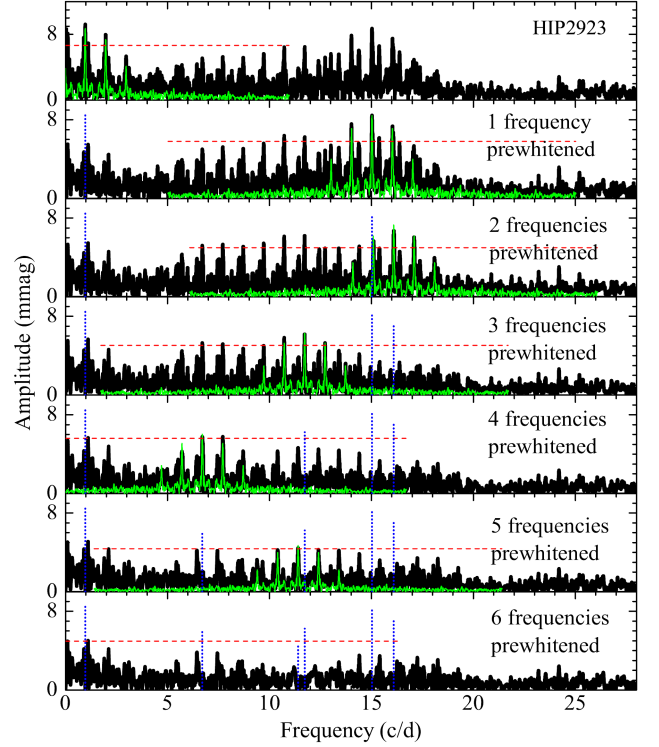 HIP2923
8
0
1 frequency
prewhitened
8
0
2 frequencies
prewhitened
8
0
3 frequencies
prewhitened
8
0
4 frequencies
prewhitened
8
0
5 frequencies
prewhitened
8
0
6 frequencies
prewhitened
8
0
0 5 10 15 20 25
Frequency (c/d)
Amplitude (mmag)